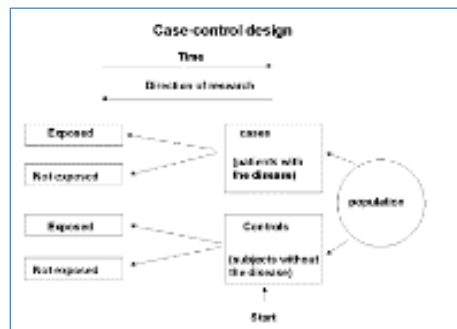 Case-control design
Time
Direction of research
Exposed
Not exposed
Exposed
Not exposed
cases
(patients with
the disease)
Controls
(subjects without
the disease)
population
Start